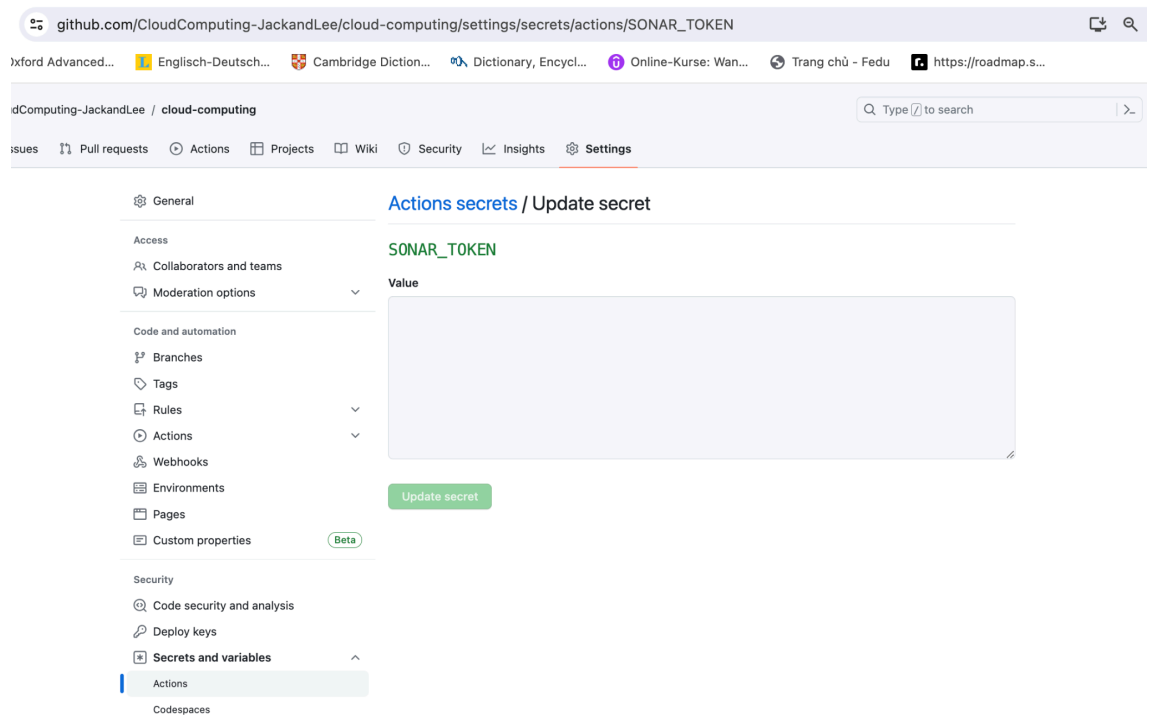 github.com/CloudComputing-JackandLee/cloud-computing/settings/secrets/actions/SONAR_TOKEN
Oxford Advanced... L Englisch-Deutsch... Cambridge Diction... Dictionary, Encycl... Online-Kurse: Wan... Trang chủ - Fedu r. https://roadmap.s...
dComputing-JackandLee / cloud-computing Type / to search
ssues Pull requests Actions Projects Wiki Security Insights Settings
General
Access
Collaborators and teams
Moderation options
Code and automation
Branches
Tags
Rules
Actions
Webhooks
Environments
Pages
Custom properties Beta
Security
Code security and analysis
Deploy keys
Secrets and variables
Actions
Codespaces
Actions secrets / Update secret
SONAR_TOKEN
Value
Update secret